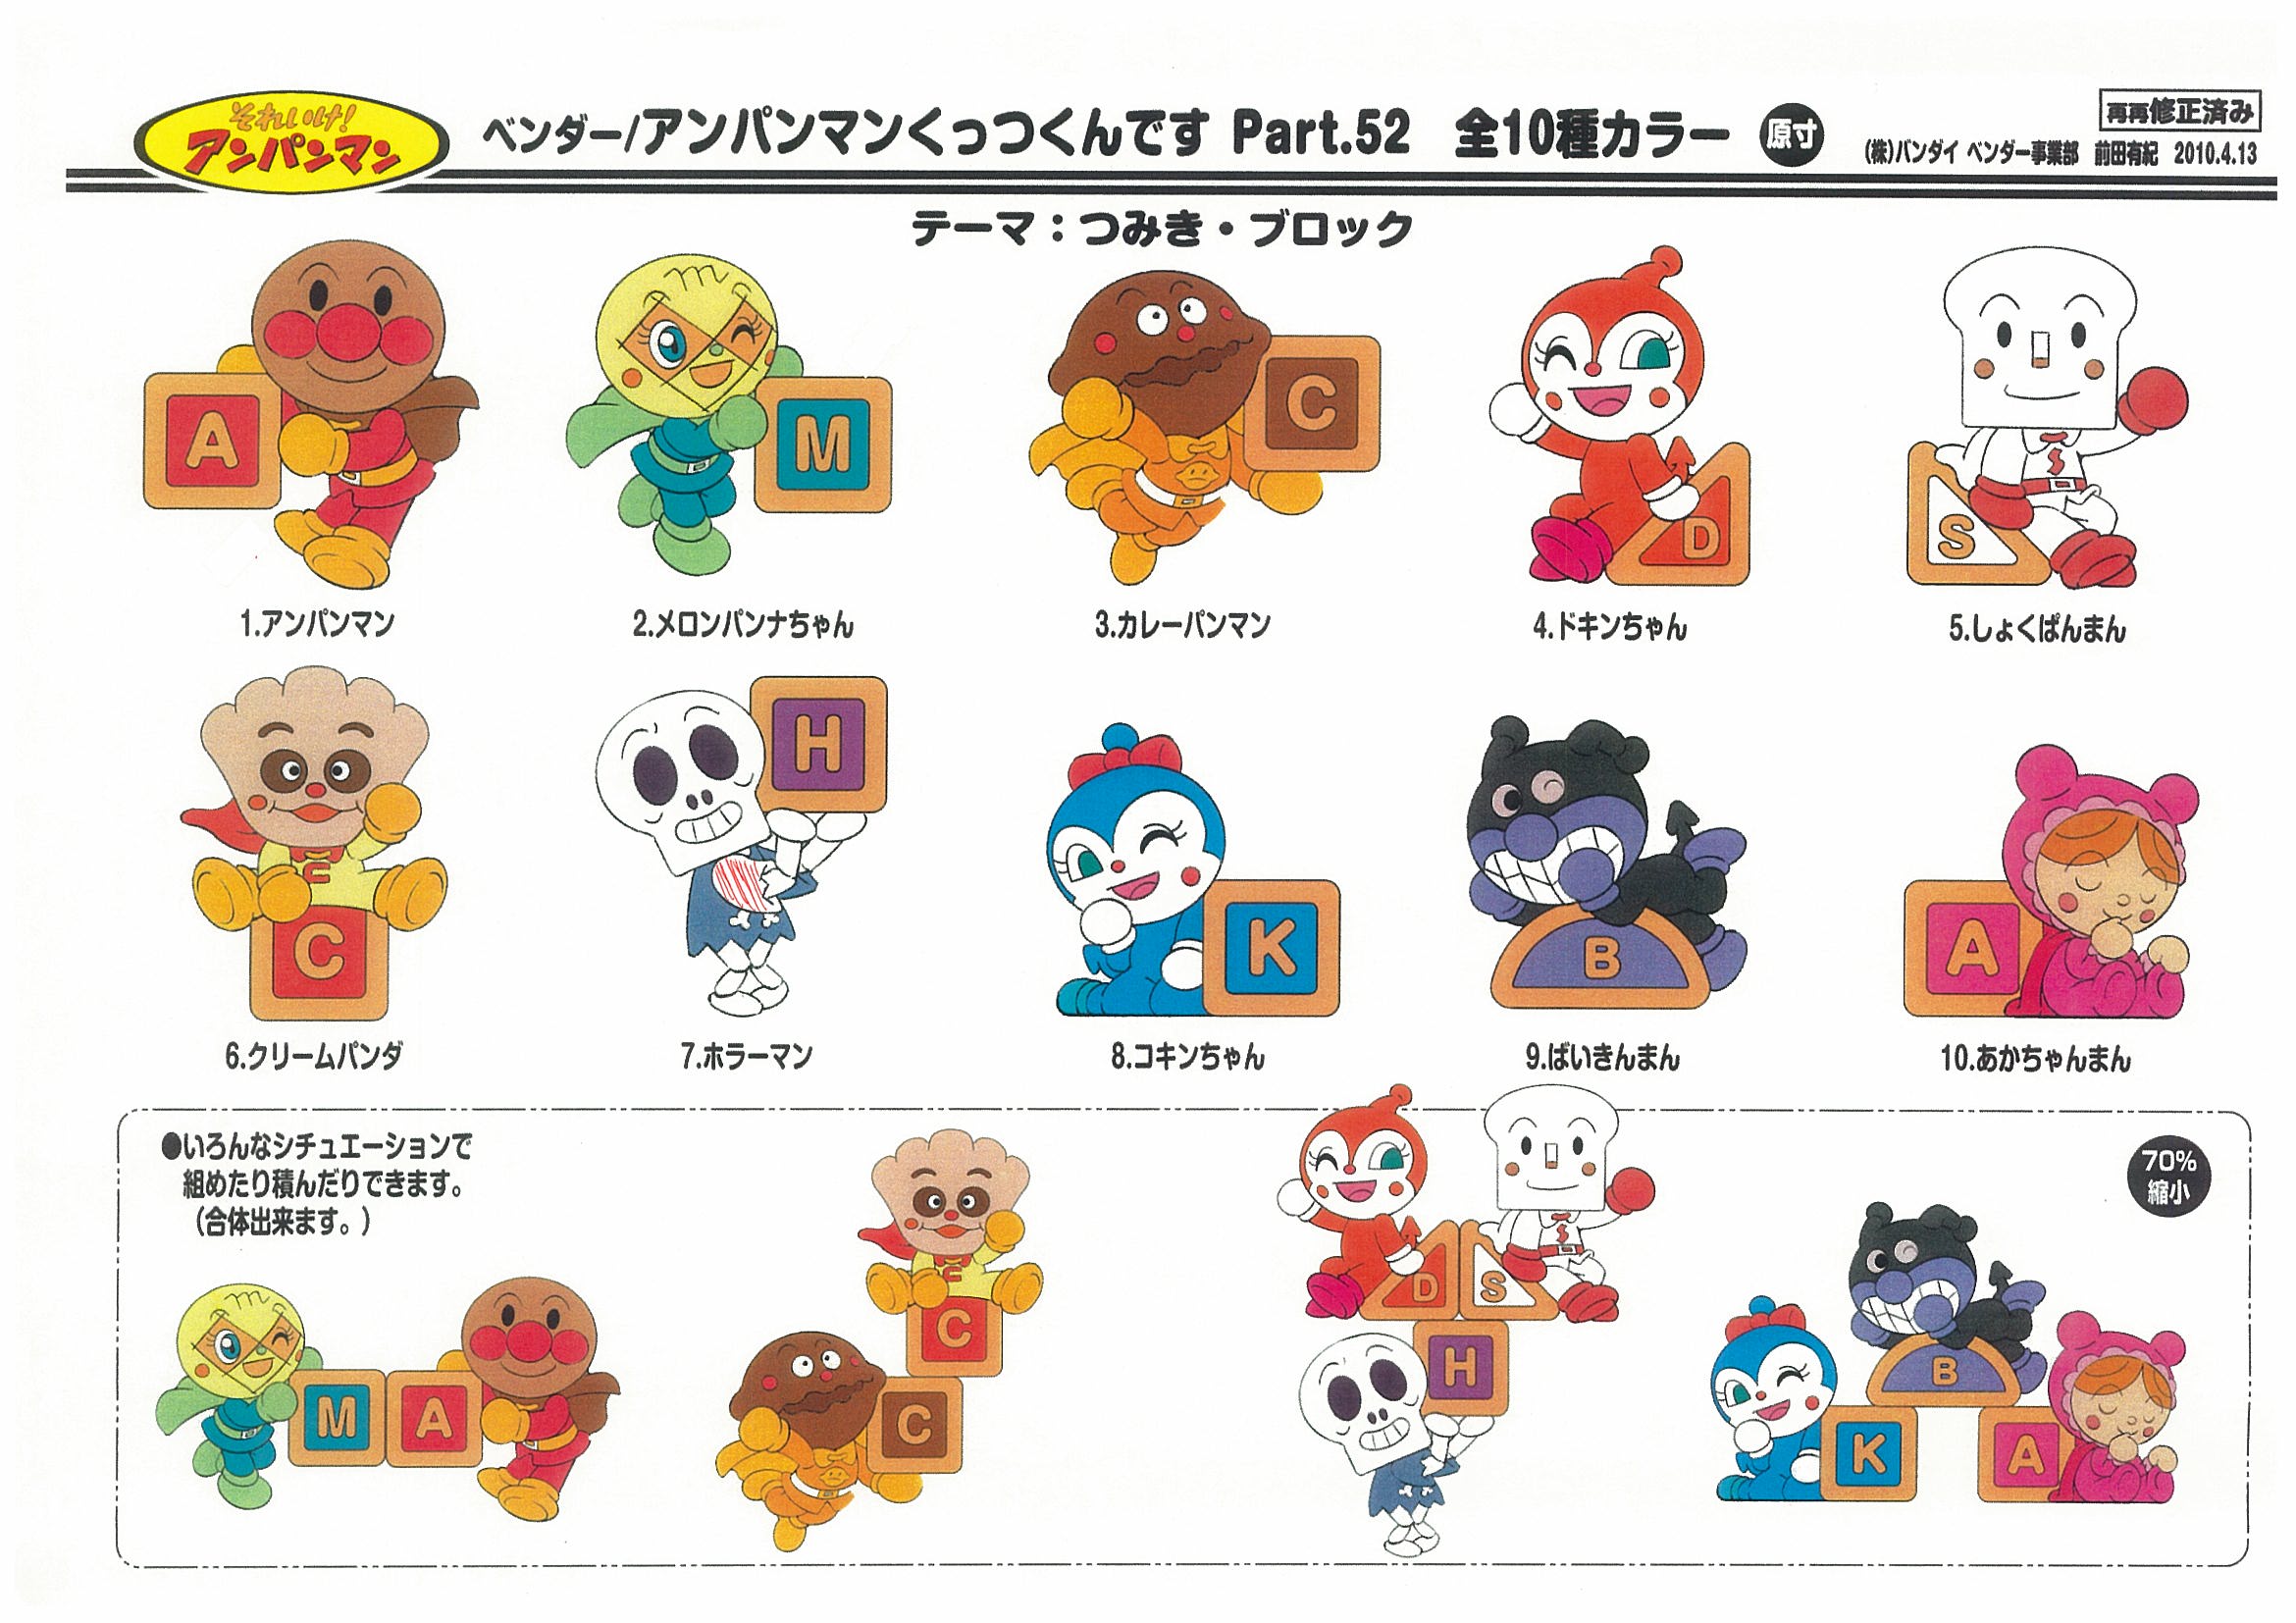 それいけ!
アンパンマン
ベンダー/アンパンマンくっつくんです Part.52 全10種カラー 原寸
再再修正済み
(株)バンダイ ベンダー事業部 前田有紀 2010.4.13
テーマ：つみき・ブロック
A
M
C
D
S
1.アンパンマン
2.メロンパンナちゃん
3.カレーパンマン
4.ドキンちゃん
5.しょくぱんまん
C
H
K
B
A
6.クリームパンダ
7.ホラーマン
8.コキンちゃん
9.ばいきんまん
10.あかちゃんまん
●いろんなシチュエーションで
組めたり積んだりできます。
(合体出来ます。)
70%
縮小
M A
C
C
D S
H
B
K A